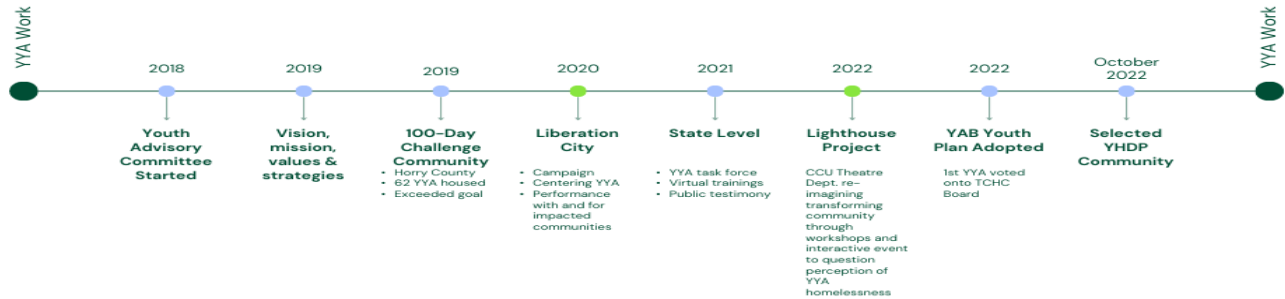 YYA Work
2018
Youth
Advisory
Committee
Started
2019
Vision,
mission,
values &
strategies
2019
100-Day
Challenge
Community
• Horry County
• 62 YYA housed
• Exceeded goal
2020
Liberation
City
• Campaign
• Centering YYA
• Performance
with and for
impacted
communities
2021
State Level
• YYA task force
• Virtual trainings
• Public testimony
2022
Lighthouse
Project
CCU Theatre
Dept. re-
imagining
transforming
community
through
workshops and
interactive event
to question
perception of
YYA
homelessness
2022
YAB Youth
Plan Adopted
1st YYA voted
onto TCHC
Board
October
2022
Selected
YHDP
Community
YYA Work